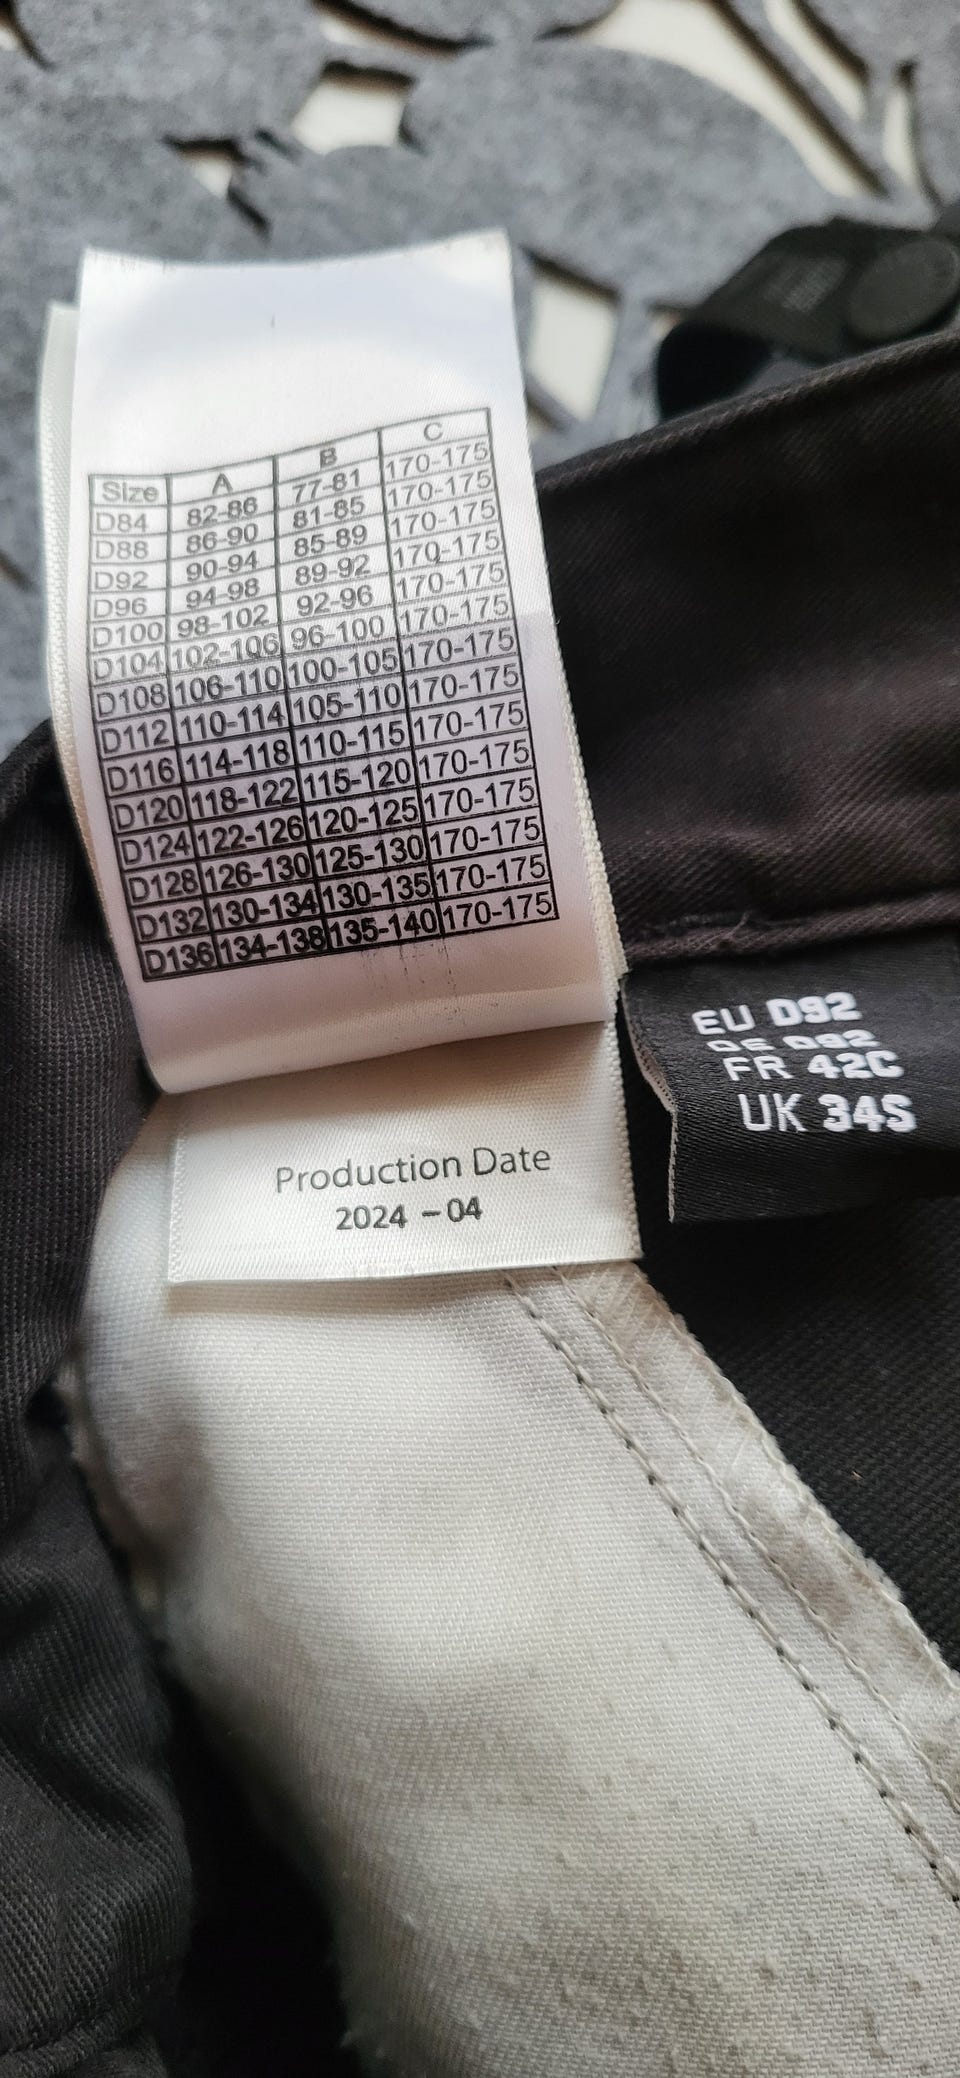 Size A B C
D84 82-86 77-81 170-175
D88 86-90 81-85 170-175
D92 90-94 85-89 170-175
D96 94-98 89-92 170-175
D100 98-102 92-96 170-175
D104 102-106 96-100 170-175
D108 106-110 100-105 170-175
D112 110-114 105-110 170-175
D116 114-118 110-115 170-175
D120 118-122 115-120 170-175
D124 122-126 120-125 170-175
D128 126-130 125-130 170-175
D132 130-134 130-135 170-175
D136 134-138 135-140 170-175
EU D92
DE D92
FR 42C
UK 34S
Production Date
2024 - 04